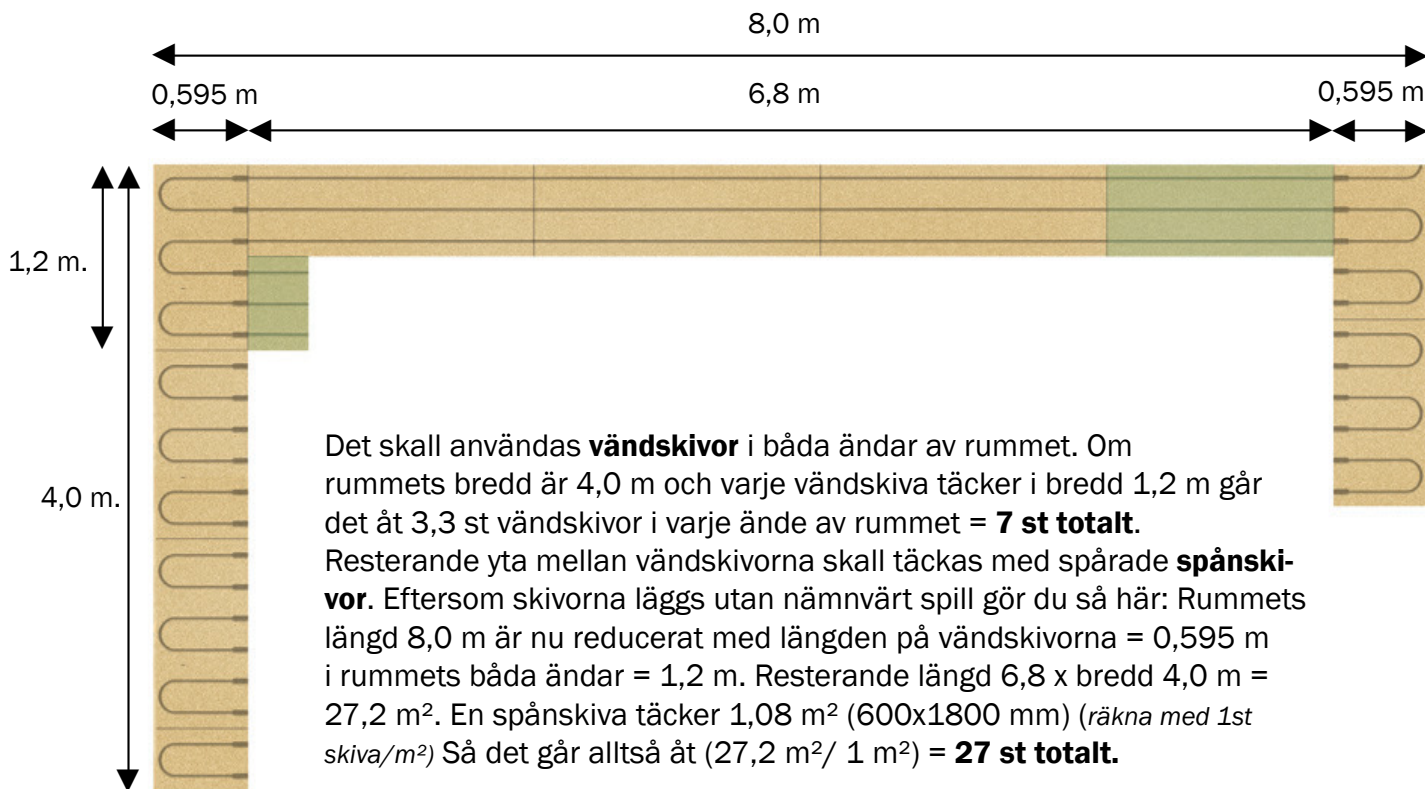 8,0 m
0,595 m
6,8 m
0,595 m
1,2 m.
4,0 m.
Det skall användas vändskivor i båda ändar av rummet. Om
rummets bredd är 4,0 m och varje vändskiva täcker i bredd 1,2 m går
det åt 3,3 st vändskivor i varje ände av rummet = 7 st totalt.
Resterande yta mellan vändskivorna skall täckas med spårade spånski-
vor. Eftersom skivorna läggs utan nämnvärt spill gör du så här: Rummets
längd 8,0 m är nu reducerat med längden på vändskivorna = 0,595 m
i rummets båda ändar = 1,2 m. Resterande längd 6,8 x bredd 4,0 m =
27,2 m². En spånskiva täcker 1,08 m² (600x1800 mm) (räkna med 1st
skiva/m²) Så det går alltså åt (27,2 m²/ 1 m²) = 27 st totalt.